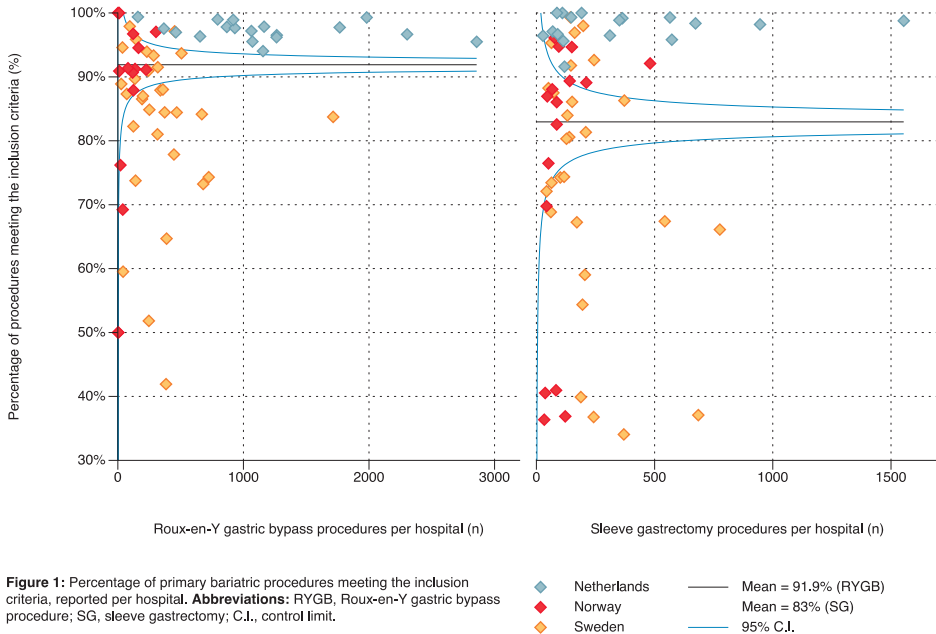 Percentage of procedures meeting the inclusion criteria (%)
100%
90%
80%
70%
60%
50%
40%
30%
0
1000
2000
3000
0
500
1000
1500
Roux-en-Y gastric bypass procedures per hospital (n)
Sleeve gastrectomy procedures per hospital (n)
Figure 1: Percentage of primary bariatric procedures meeting the inclusion
criteria, reported per hospital. Abbreviations: RYGB, Roux-en-Y gastric bypass
procedure; SG, sleeve gastrectomy; C.I., control limit.
Netherlands
Norway
Sweden
Mean = 91.9% (RYGB)
Mean = 83% (SG)
95% C.I.